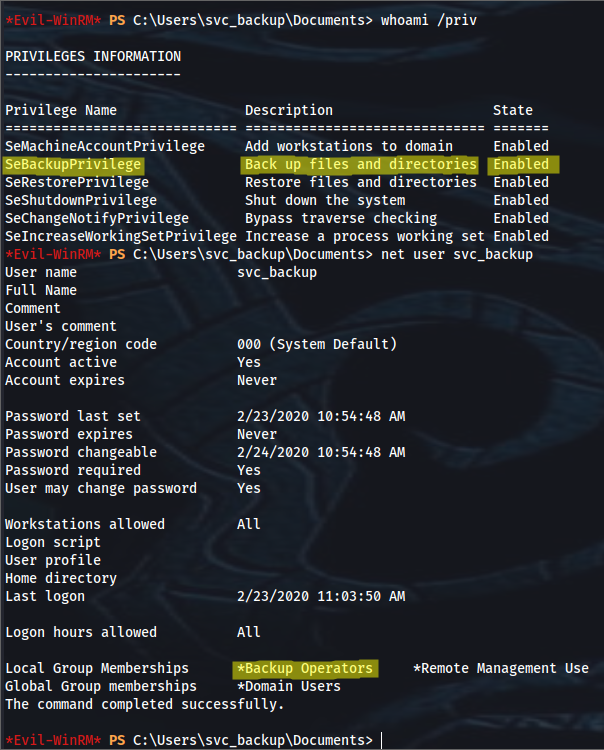 *Evil-WinRM* PS C:\Users\svc_backup\Documents> whoami /priv
PRIVILEGES INFORMATION
----------------------
Privilege Name                Description                    State
============================= ============================== =======
SeMachineAccountPrivilege     Add workstations to domain     Enabled
SeBackupPrivilege             Back up files and directories  Enabled
SeRestorePrivilege            Restore files and directories  Enabled
SeShutdownPrivilege           Shut down the system           Enabled
SeChangeNotifyPrivilege       Bypass traverse checking       Enabled
SeIncreaseWorkingSetPrivilege Increase a process working set Enabled
*Evil-WinRM* PS C:\Users\svc_backup\Documents> net user svc_backup
User name                    svc_backup
Full Name
Comment
User's comment
Country/region code          000 (System Default)
Account active               Yes
Account expires              Never
Password last set            2/23/2020 10:54:48 AM
Password expires             Never
Password changeable          2/24/2020 10:54:48 AM
Password required            Yes
User may change password     Yes
Workstations allowed         All
Logon script
User profile
Home directory
Last logon                   2/23/2020 11:03:50 AM
Logon hours allowed          All
Local Group Memberships      *Backup Operators     *Remote Management Use
Global Group memberships     *Domain Users
The command completed successfully.
*Evil-WinRM* PS C:\Users\svc_backup\Documents>